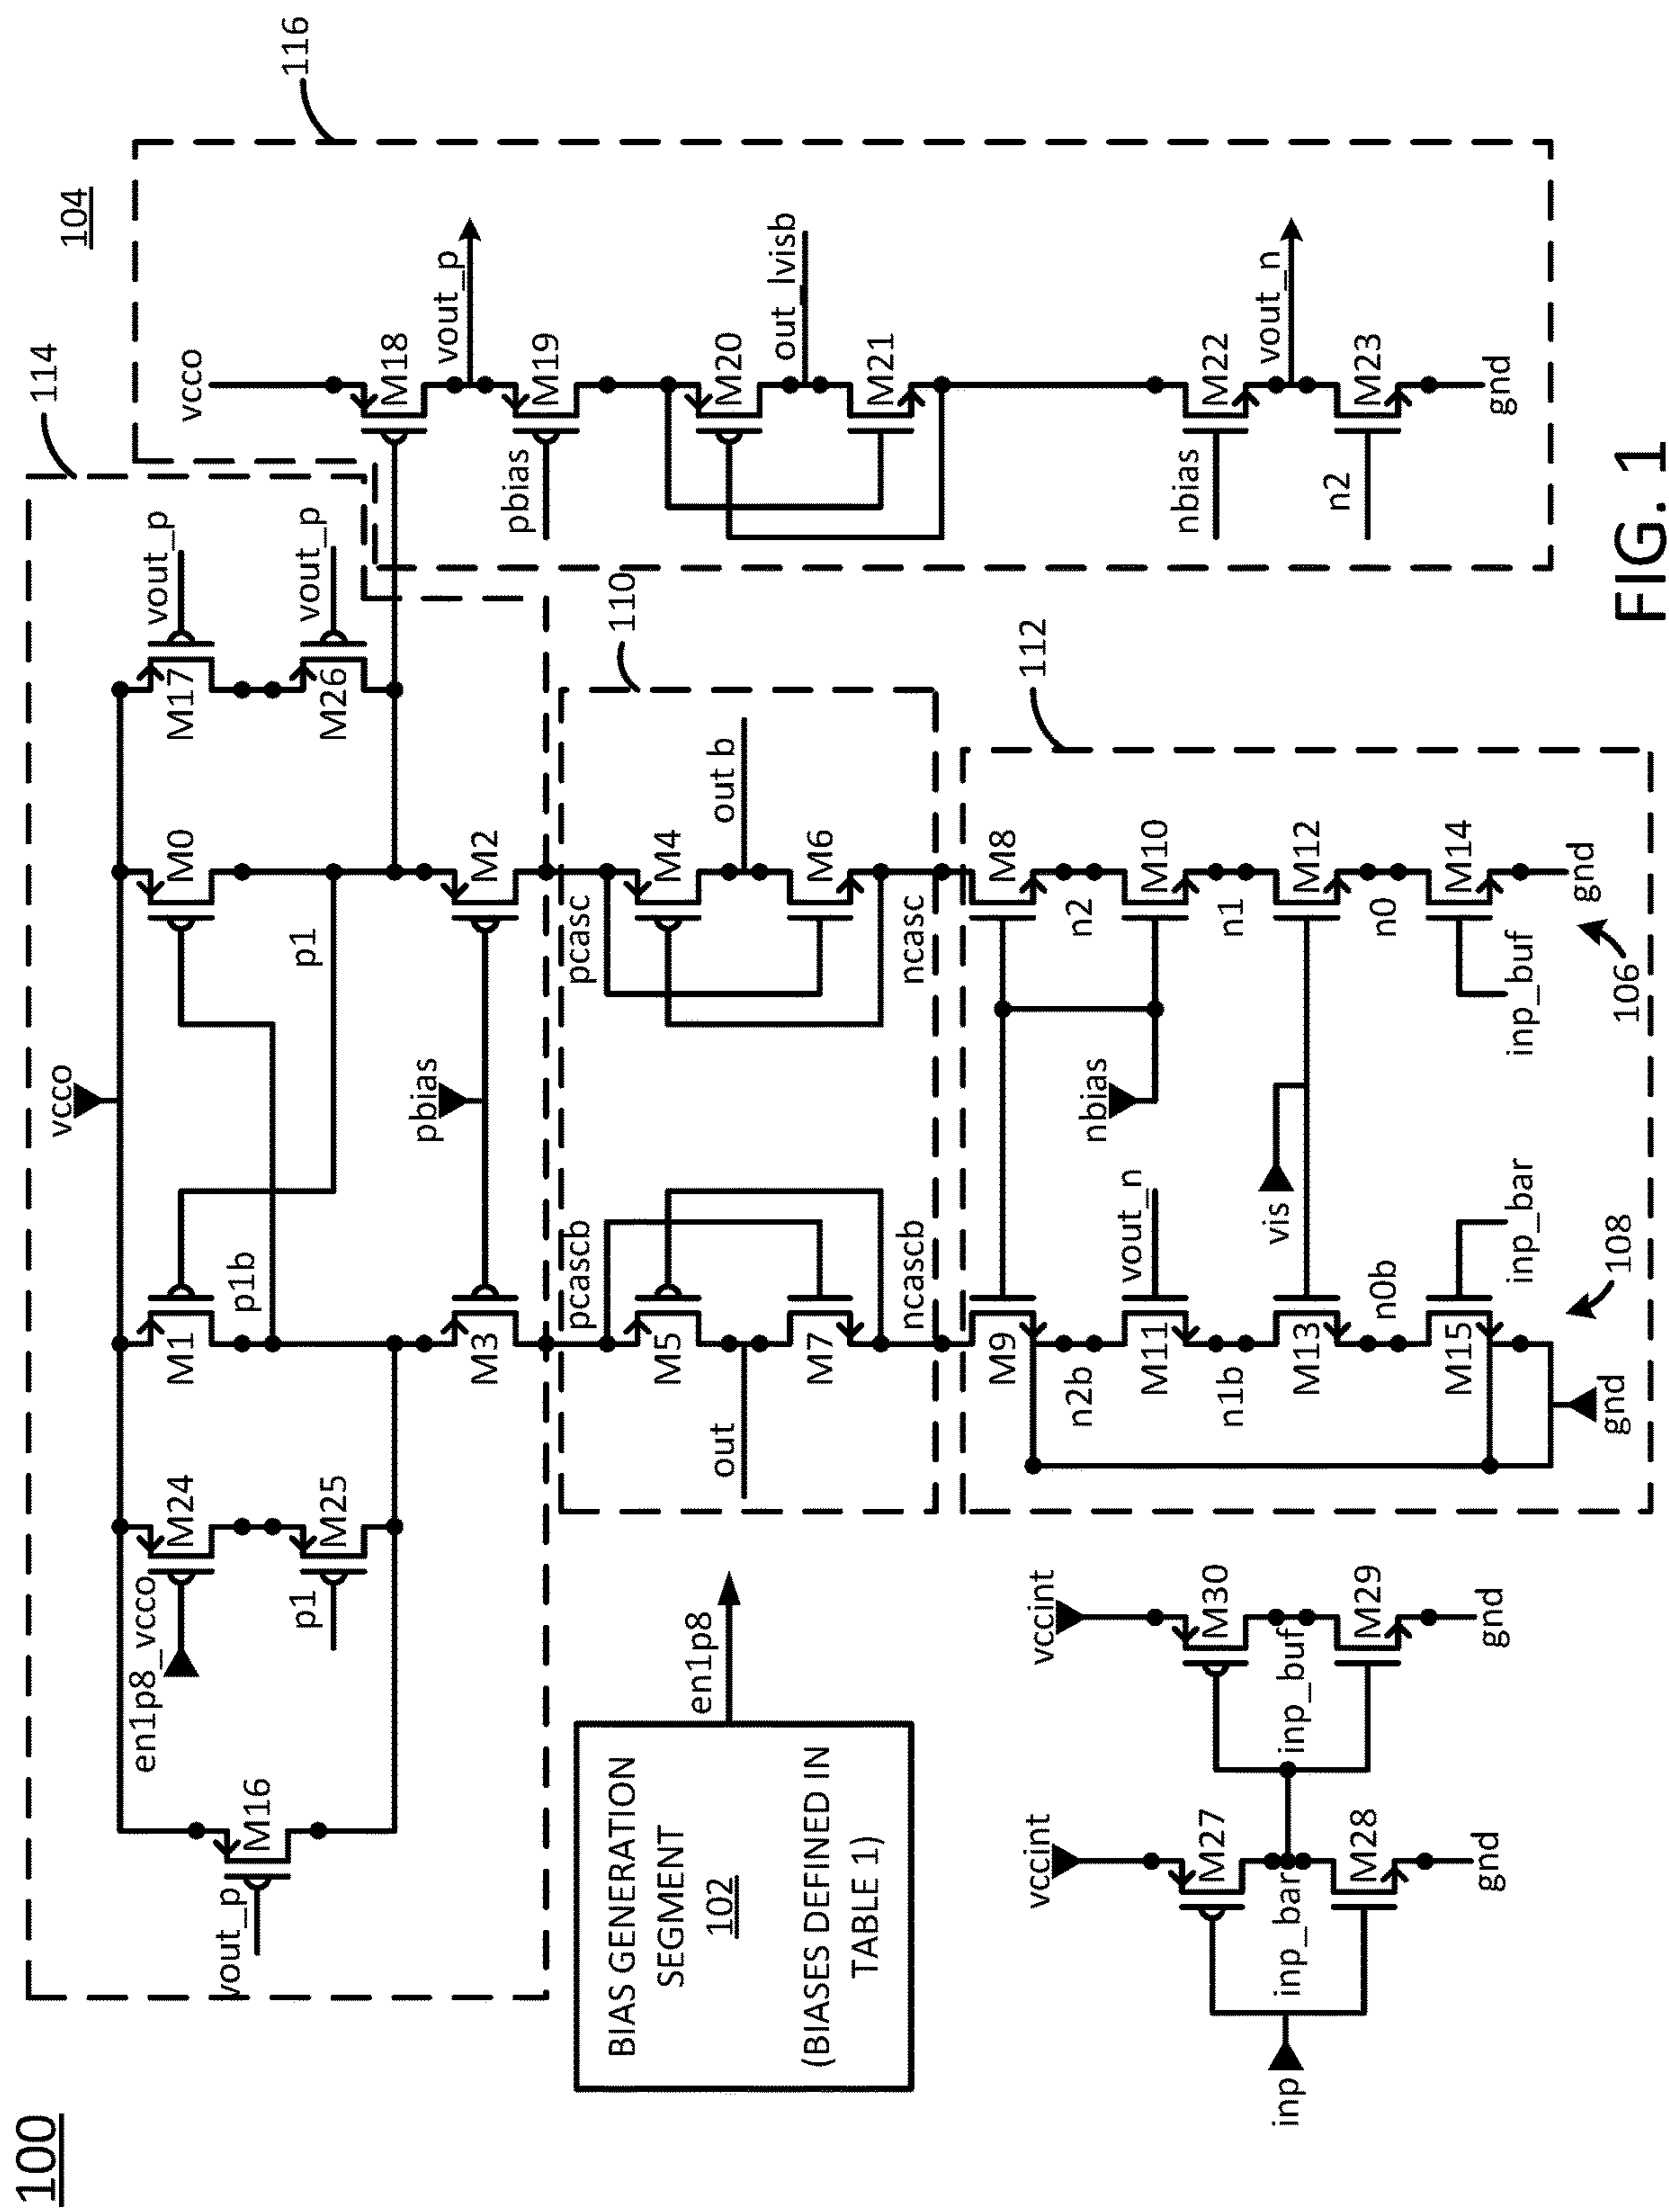 100
104
116
114
vcco
vcco
vout_p
M16
en1p8_vcco
M24
p1
M25
M1
p1b
M0
p1
M17
vout_p
M26
vout_p
M18
vout_p
pbias
M19
M3
pbias
M2
110
pcascb
pcasc
M5
M4
out
out b
M7
M6
ncascb
ncasc
M20
out_lvisb
M21
112
M9
M8
n2b
n2
M11
vout_n
nbias
M10
n1b
n1
M13
vis
M12
n0b
n0
M15
inp_bar
inp_buf
M14
gnd
gnd
108
106
nbias
M22
vout_n
n2
M23
gnd
BIAS GENERATION
SEGMENT
102
(BIASES DEFINED IN
TABLE 1)
en1p8
vccint
vccint
M27
M30
inp
inp_bar
inp_buf
M28
M29
gnd
gnd
FIG. 1